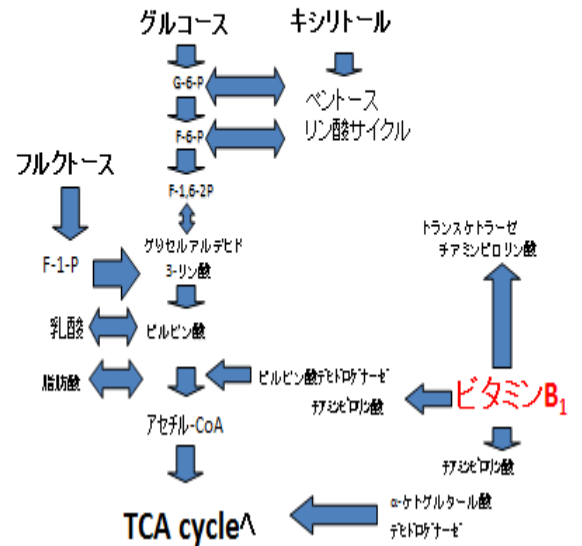 グルコース
キシリトール
G-6-P
ペントース
リン酸サイクル
F-6-P
フルクトース
F-1,6-2P
グリセルアルデヒド
3-リン酸
トランスケトラーゼ
チアミンピロリン酸
F-1-P
乳酸
ピルビン酸
脂肪酸
ピルビン酸デヒドロゲナーゼ
チアミンピロリン酸
ビタミンB₁
アセチル-CoA
チアミンピロリン酸
α-ケトグルタール酸
デヒドロゲナーゼ
TCA cycle^